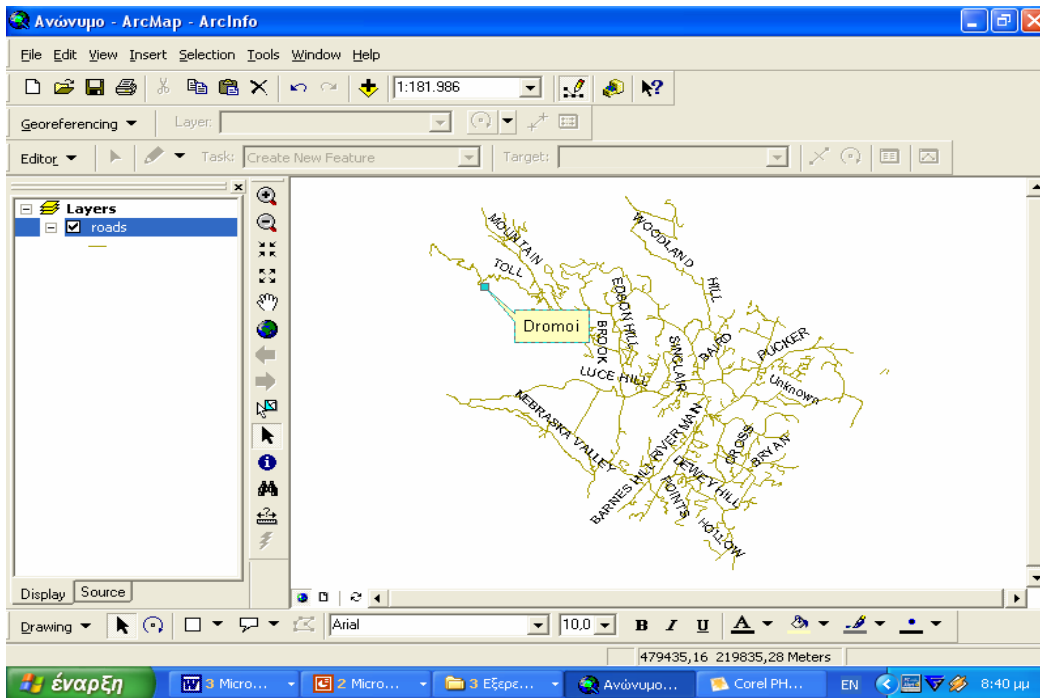 Ανώνυμο - ArcMap - ArcInfo
File Edit View Insert Selection Tools Window Help
1:181.986
Georeferencing Layer:
Editor Task: Create New Feature Target:
Layers
roads
MOUNTAIN
WOODLAND
TOLL
HILL
EDSON HILL
Dromoi
BROOK
SINCLAIR
BAIRD
PUCKER
LUCE HILL
Unknown
NEBRASKA VALLEY
BARNES HILL
RIVER
MAN
CROSS
BRYAN
DEWEY HILL
POINTS
HOLLOW
Display Source
Drawing Arial 10,0 B I U A
479435,16 219835,28 Meters
έναρξη 3 Micro... 2 Micro... 3 Εξερε... Ανώνυμο... Corel PH... EN 8:40 μμ